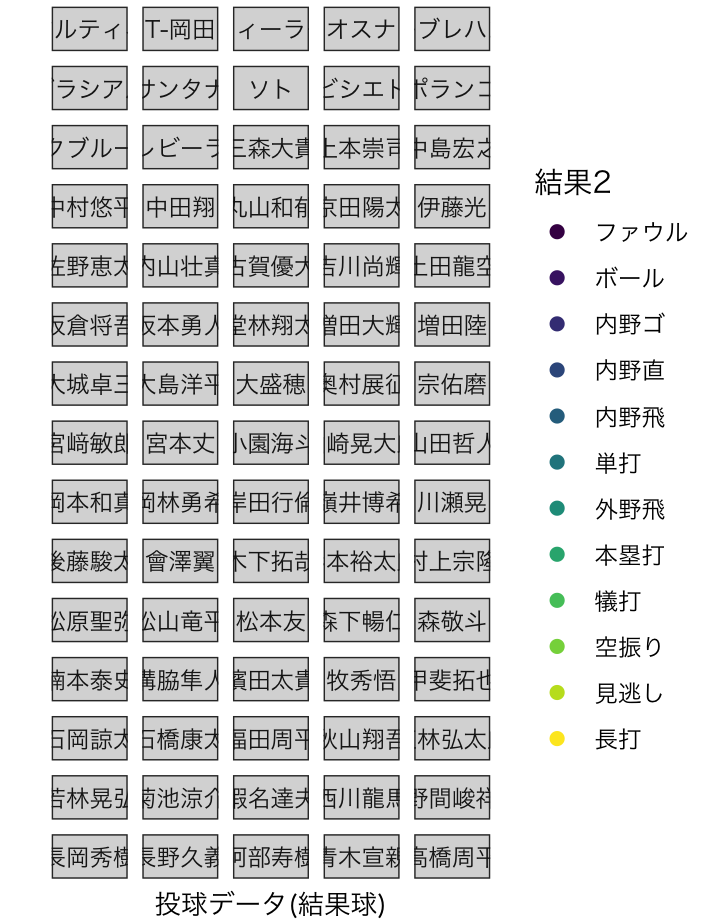 ルティ T-岡田 ィーラ オスナ ブレハ
ラシア サンタナ ソト ビシエド ポランコ
クブルー レビーラ 三森大貴 上本崇司 中島宏之
中村悠平 中田翔 丸山和郁 京田陽太 伊藤光
佐野恵太 内山壮真 古賀優大 吉川尚輝 土田龍空
坂倉将吾 坂本勇人 堂林翔太 増田大輝 増田陸
大城卓三 大島洋平 大盛穂 奥村展征 宗佑磨
宮﨑敏郎 宮本丈 小園海斗 崎晃大 山田哲人
岡本和真 岡林勇希 岸田行倫 嶺井博希 川瀬晃
後藤駿太 會澤翼 木下拓哉 本裕太 村上宗隆
松原聖弥 松山竜平 松本友 森下暢仁 森敬斗
楠本泰史 溝脇隼人 濱田太貴 牧秀悟 甲斐拓也
石岡諒太 石橋康太 福田周平 秋山翔吾 林弘太
若林晃弘 菊池涼介 蝦名達夫 西川龍馬 野間峻祥
長岡秀樹 長野久義 阿部寿樹 青木宣親 高橋周平
投球データ(結果球)
結果2
ファウル
ボール
内野ゴ
内野直
内野飛
単打
外野飛
本塁打
犠打
空振り
見逃し
長打